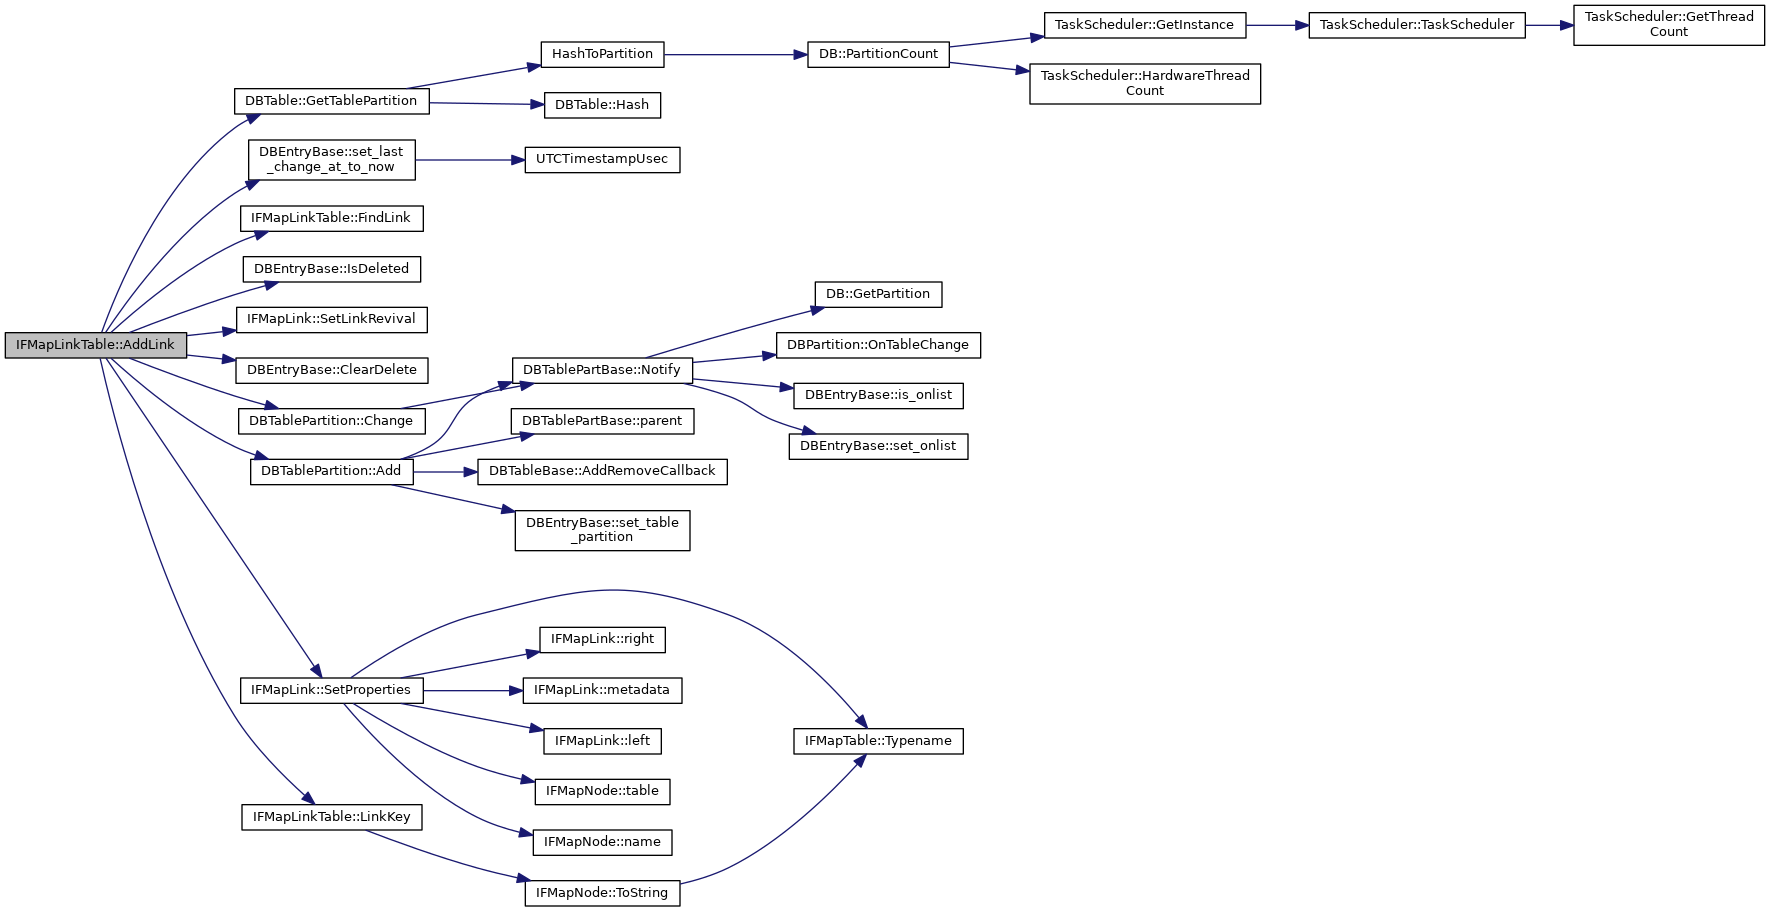 IFMapLinkTable::AddLink
DBTable::GetTablePartition
DBEntryBase::set_last
_change_at_to_now
IFMapLinkTable::FindLink
DBEntryBase::IsDeleted
IFMapLink::SetLinkRevival
DBEntryBase::ClearDelete
DBTablePartition::Change
DBTablePartition::Add
IFMapLink::SetProperties
IFMapLinkTable::LinkKey
HashToPartition
DBTable::Hash
UTCTimestampUsec
DBTablePartBase::Notify
DBTablePartBase::parent
DBTableBase::AddRemoveCallback
DBEntryBase::set_table
_partition
IFMapLink::right
IFMapLink::metadata
IFMapLink::left
IFMapNode::table
IFMapNode::name
IFMapNode::ToString
DB::PartitionCount
DB::GetPartition
DBPartition::OnTableChange
DBEntryBase::is_onlist
DBEntryBase::set_onlist
IFMapTable::Typename
TaskScheduler::GetInstance
TaskScheduler::HardwareThread
Count
TaskScheduler::TaskScheduler
TaskScheduler::GetThread
Count